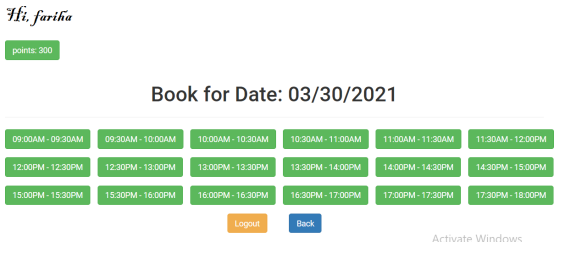 Hi, fariha
points: 300
Book for Date: 03/30/2021
09:00AM - 09:30AM 09:30AM - 10:00AM 10:00AM - 10:30AM 10:30AM - 11:00AM 11:00AM - 11:30AM 11:30AM - 12:00PM
12:00PM - 12:30PM 12:30PM - 13:00PM 13:00PM - 13:30PM 13:30PM - 14:00PM 14:00PM - 14:30PM 14:30PM - 15:00PM
15:00PM - 15:30PM 15:30PM - 16:00PM 16:00PM - 16:30PM 16:30PM - 17:00PM 17:00PM - 17:30PM 17:30PM - 18:00PM
Logout Back
Activate Windows